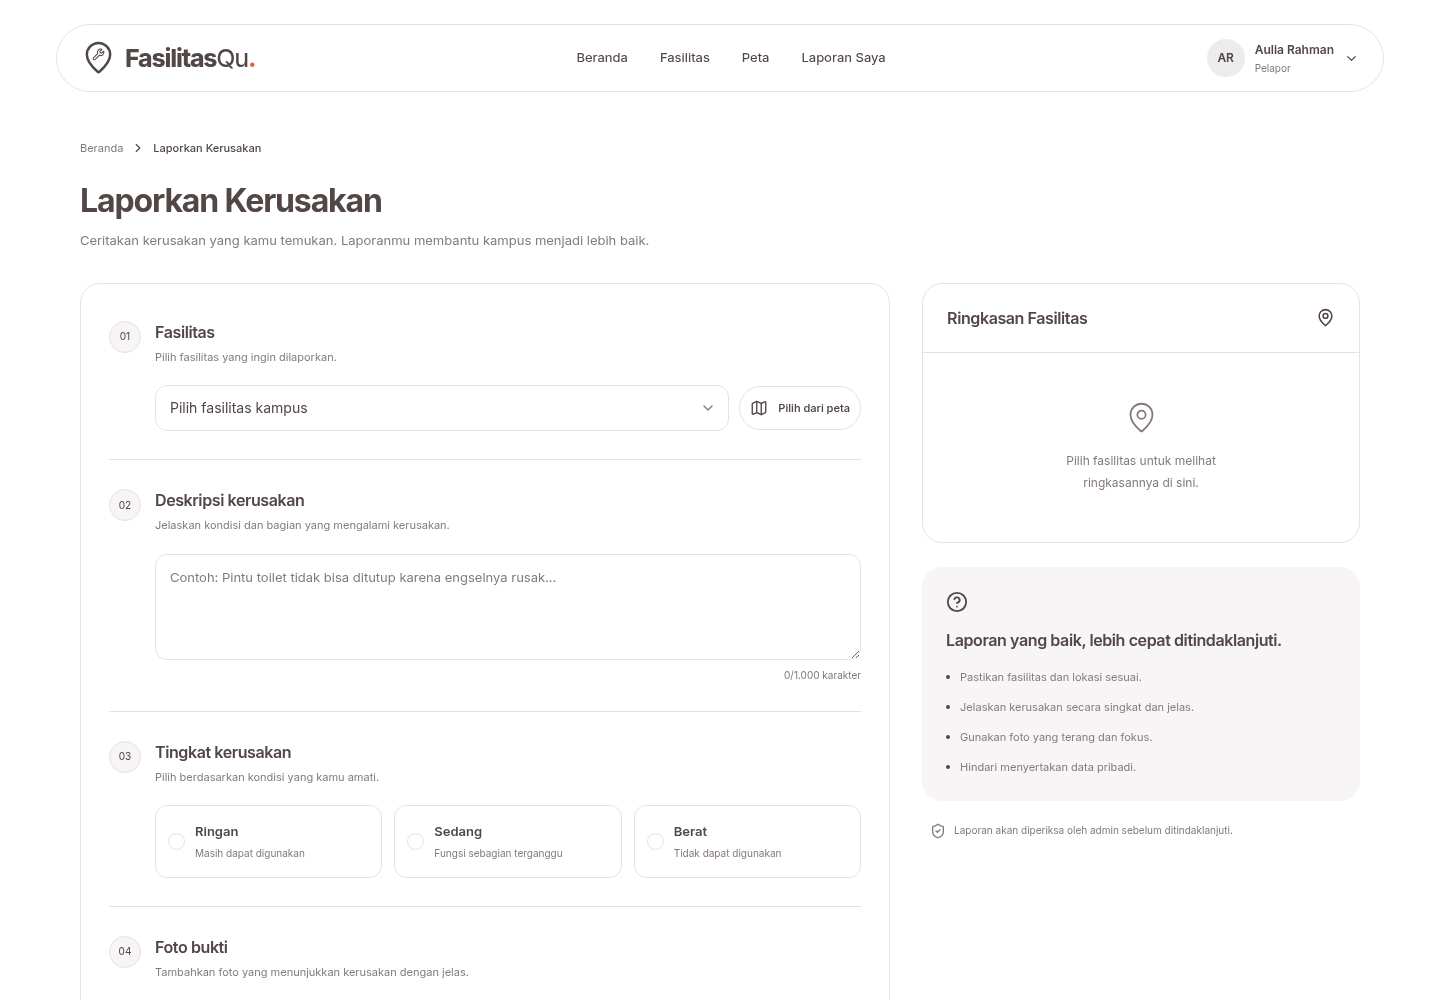 FasilitasQu.
Beranda
Fasilitas
Peta
Laporan Saya
AR
Aulia Rahman
Pelapor
Beranda
Laporkan Kerusakan
Laporkan Kerusakan
Ceritakan kerusakan yang kamu temukan. Laporanmu membantu kampus menjadi lebih baik.
01
Fasilitas
Pilih fasilitas yang ingin dilaporkan.
Pilih fasilitas kampus
Pilih dari peta
02
Deskripsi kerusakan
Jelaskan kondisi dan bagian yang mengalami kerusakan.
Contoh: Pintu toilet tidak bisa ditutup karena engselnya rusak...
0/1.000 karakter
03
Tingkat kerusakan
Pilih berdasarkan kondisi yang kamu amati.
Ringan
Masih dapat digunakan
Sedang
Fungsi sebagian terganggu
Berat
Tidak dapat digunakan
04
Foto bukti
Tambahkan foto yang menunjukkan kerusakan dengan jelas.
Ringkasan Fasilitas
Pilih fasilitas untuk melihat
ringkasannya di sini.
Laporan yang baik, lebih cepat ditindaklanjuti.
Pastikan fasilitas dan lokasi sesuai.
Jelaskan kerusakan secara singkat dan jelas.
Gunakan foto yang terang dan fokus.
Hindari menyertakan data pribadi.
Laporan akan diperiksa oleh admin sebelum ditindaklanjuti.